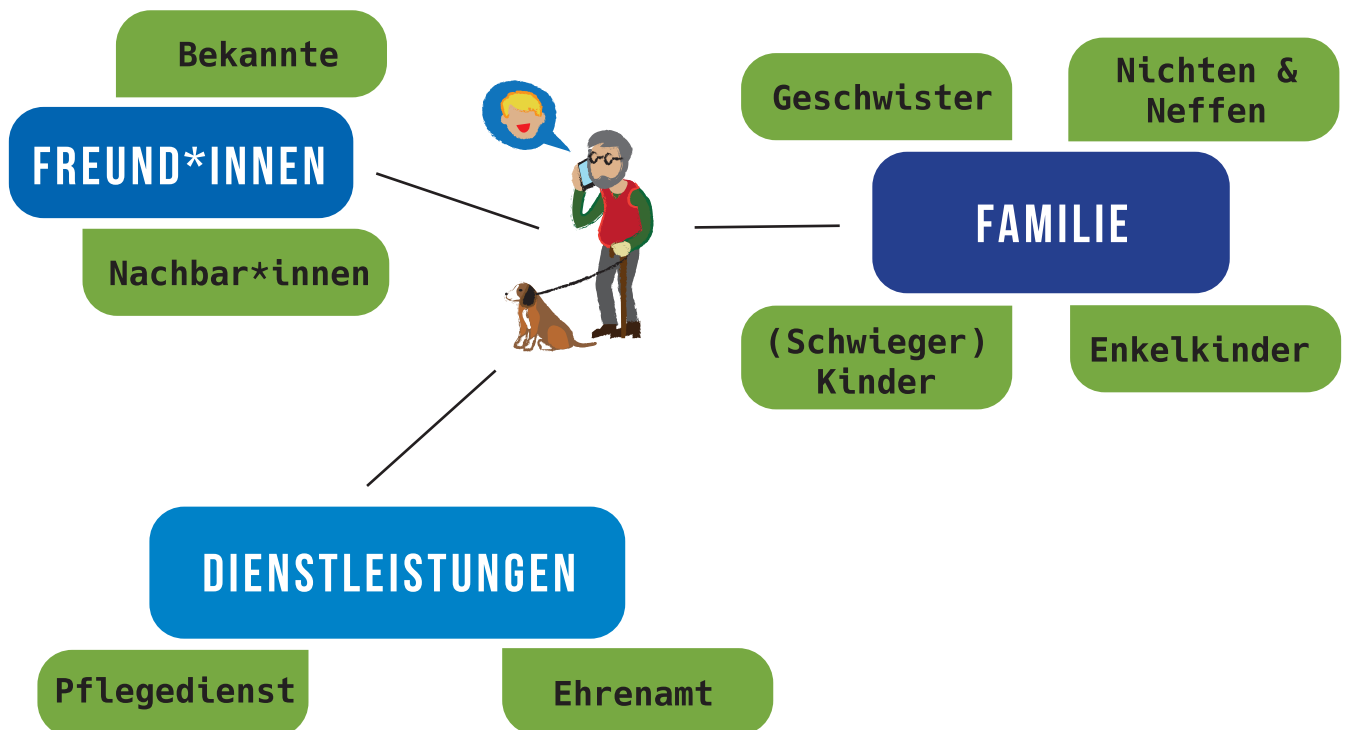 Bekannte
FREUND*INNEN
Nachbar*innen
Geschwister
Nichten &
Neffen
FAMILIE
(Schwieger)
Kinder
Enkelkinder
DIENSTLEISTUNGEN
Pflegedienst
Ehrenamt